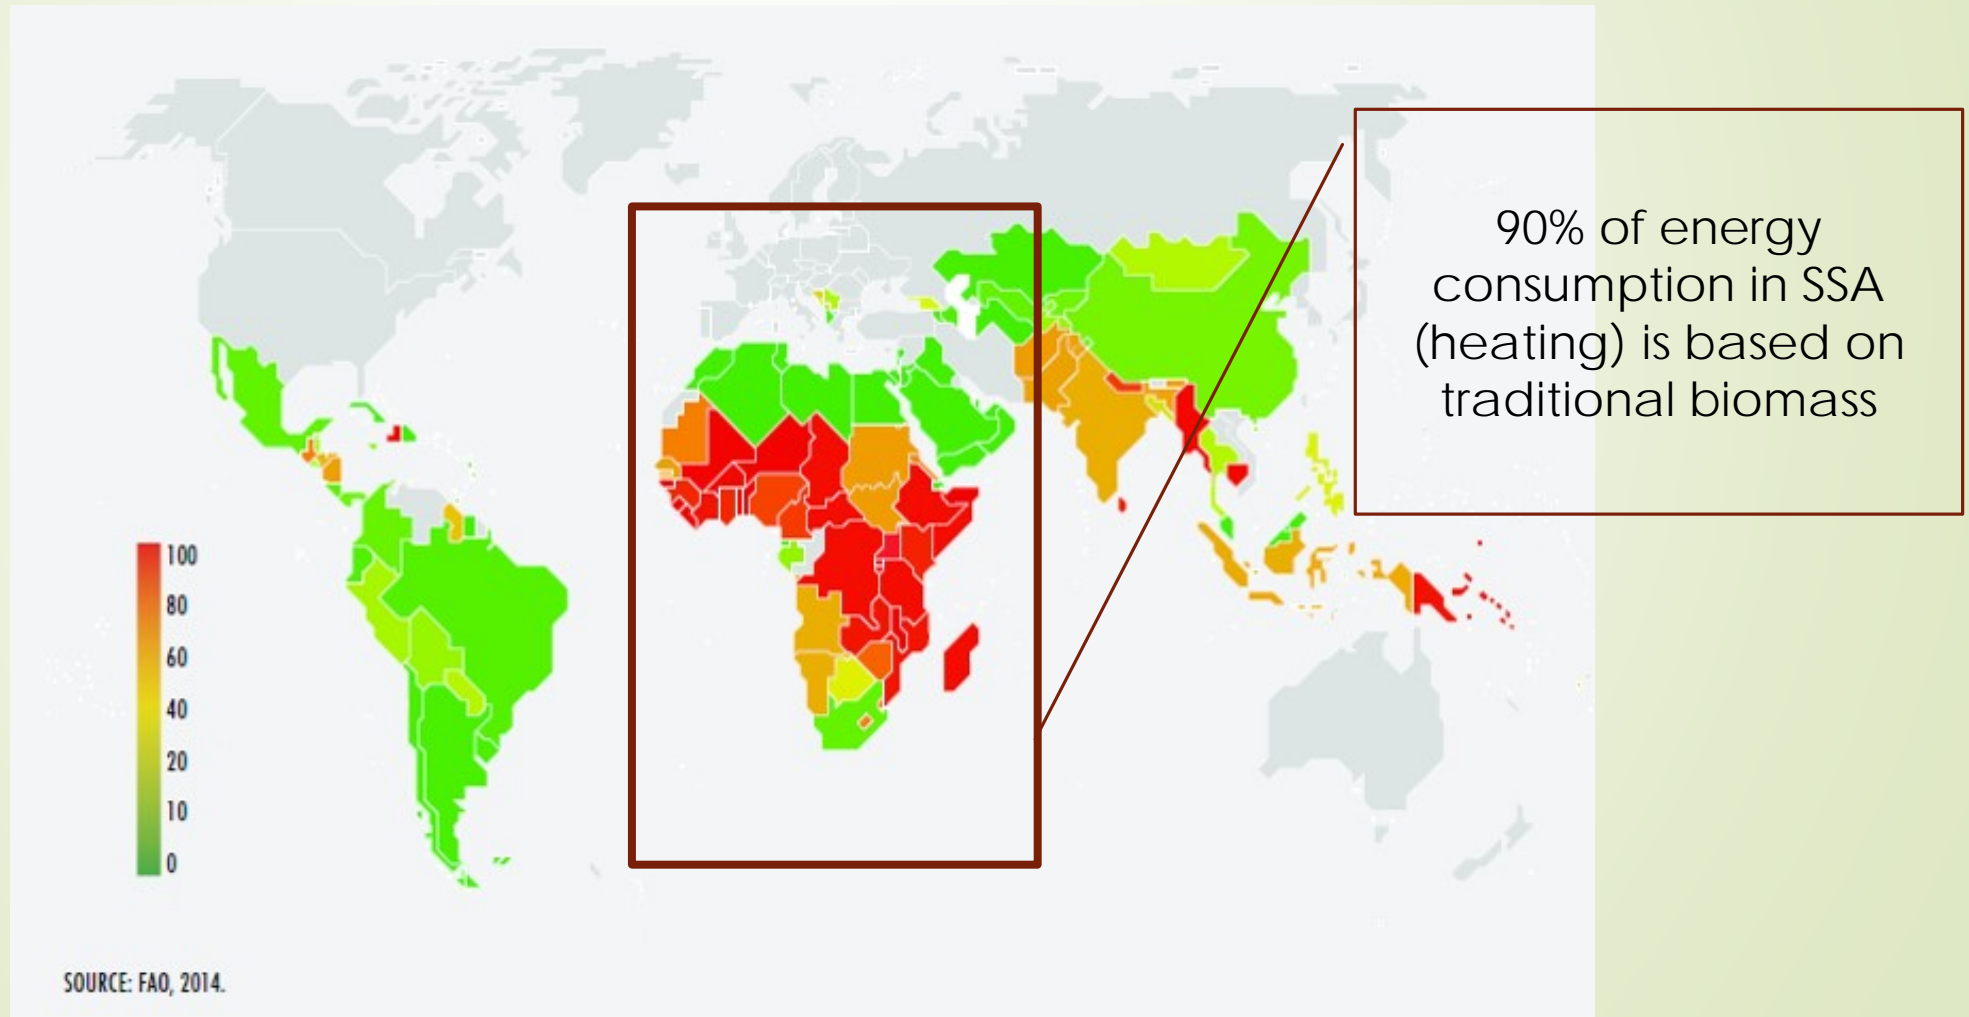 90% of energy
consumption in SSA
(heating) is based on
traditional biomass
100
80
60
40
20
10
0
SOURCE: FAO, 2014.